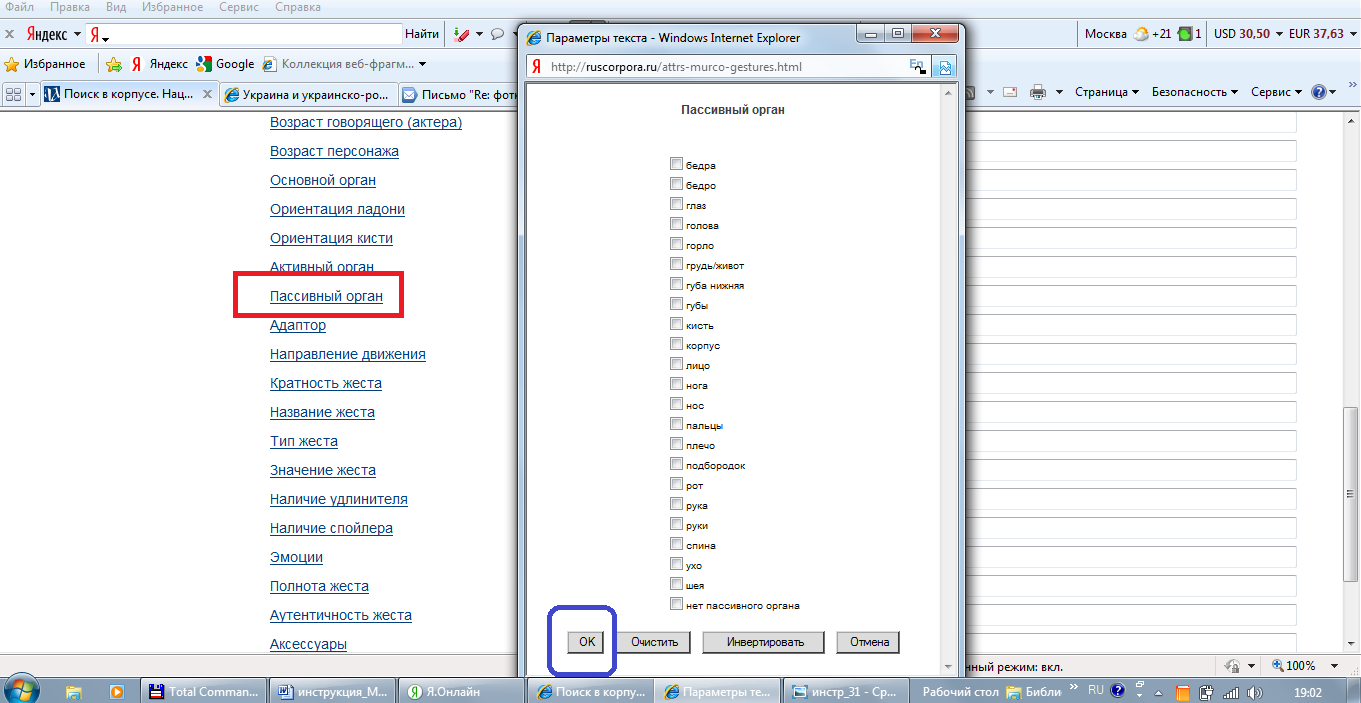 Файл Правка Вид Избранное Сервис Справка
Яндекс Я Найти
Москва +21 1 USD 30,50 EUR 37,63
Избранное Яндекс Google Коллекция веб-фрагм...
Поиск в корпусе. Нац... Украина и украинско-ро... Письмо "Re: фот
Страница Безопасность Сервис
Возраст говорящего (актера)
Возраст персонажа
Основной орган
Ориентация ладони
Ориентация кисти
Активный орган
Пассивный орган
Адаптор
Направление движения
Кратность жеста
Название жеста
Тип жеста
Значение жеста
Наличие удлинителя
Наличие спойлера
Эмоции
Полнота жеста
Аутентичность жеста
Аксессуары
Параметры текста - Windows Internet Explorer
http://ruscorpora.ru/attrs-murco-gestures.html
Пассивный орган
бедра
бедро
глаз
голова
горло
грудь/живот
губа нижняя
губы
кисть
корпус
лицо
нога
нос
пальцы
плечо
подбородок
рот
рука
руки
спина
ухо
шея
нет пассивного органа
OK Очистить Инвертировать Отмена
нный режим: вкл. 100%
Total Comman... инструкция_М... Я.Онлайн Поиск в корпу... Параметры те... инстр_31 - Ср... Рабочий стол Библи » RU 19:02